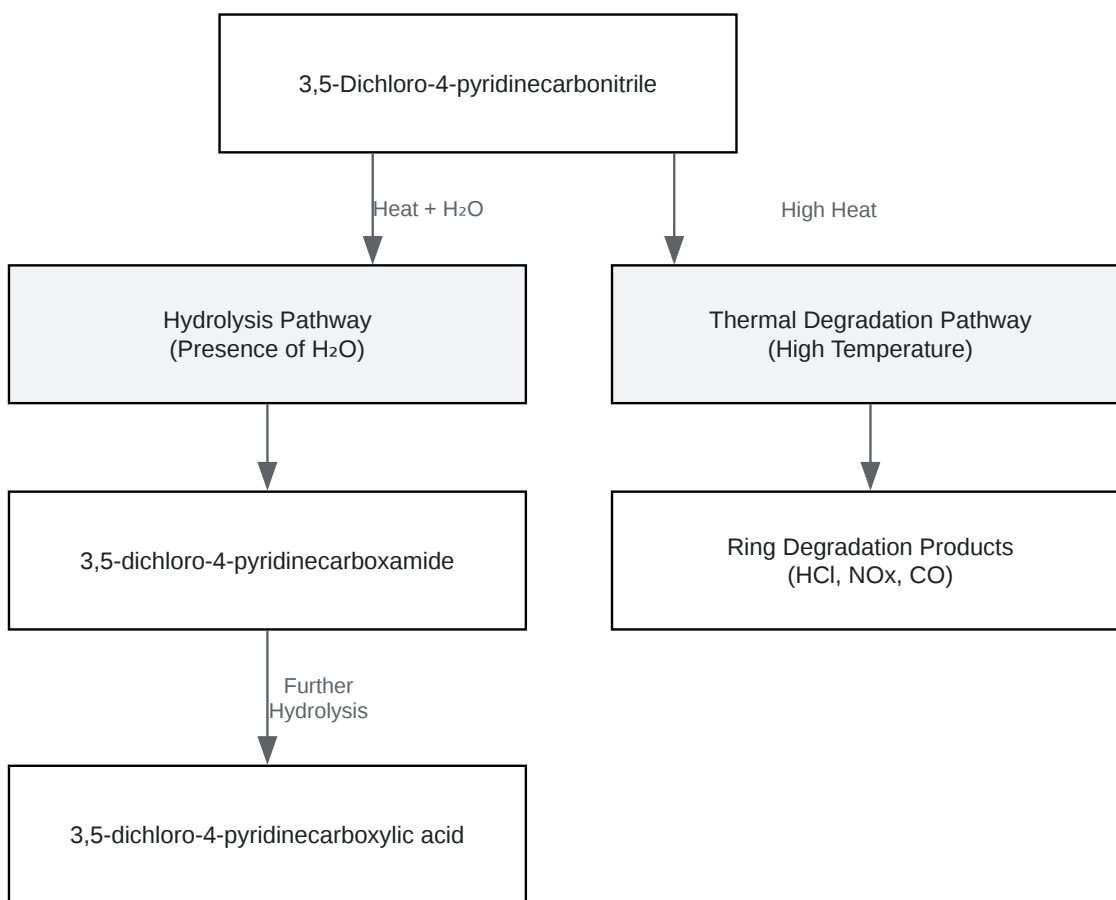 3,5-Dichloro-4-pyridinecarbonitrile
Heat + H₂O
High Heat
Hydrolysis Pathway
(Presence of H₂O)
Thermal Degradation Pathway
(High Temperature)
3,5-dichloro-4-pyridinecarboxamide
Ring Degradation Products
(HCl, NOx, CO)
Further
Hydrolysis
3,5-dichloro-4-pyridinecarboxylic acid